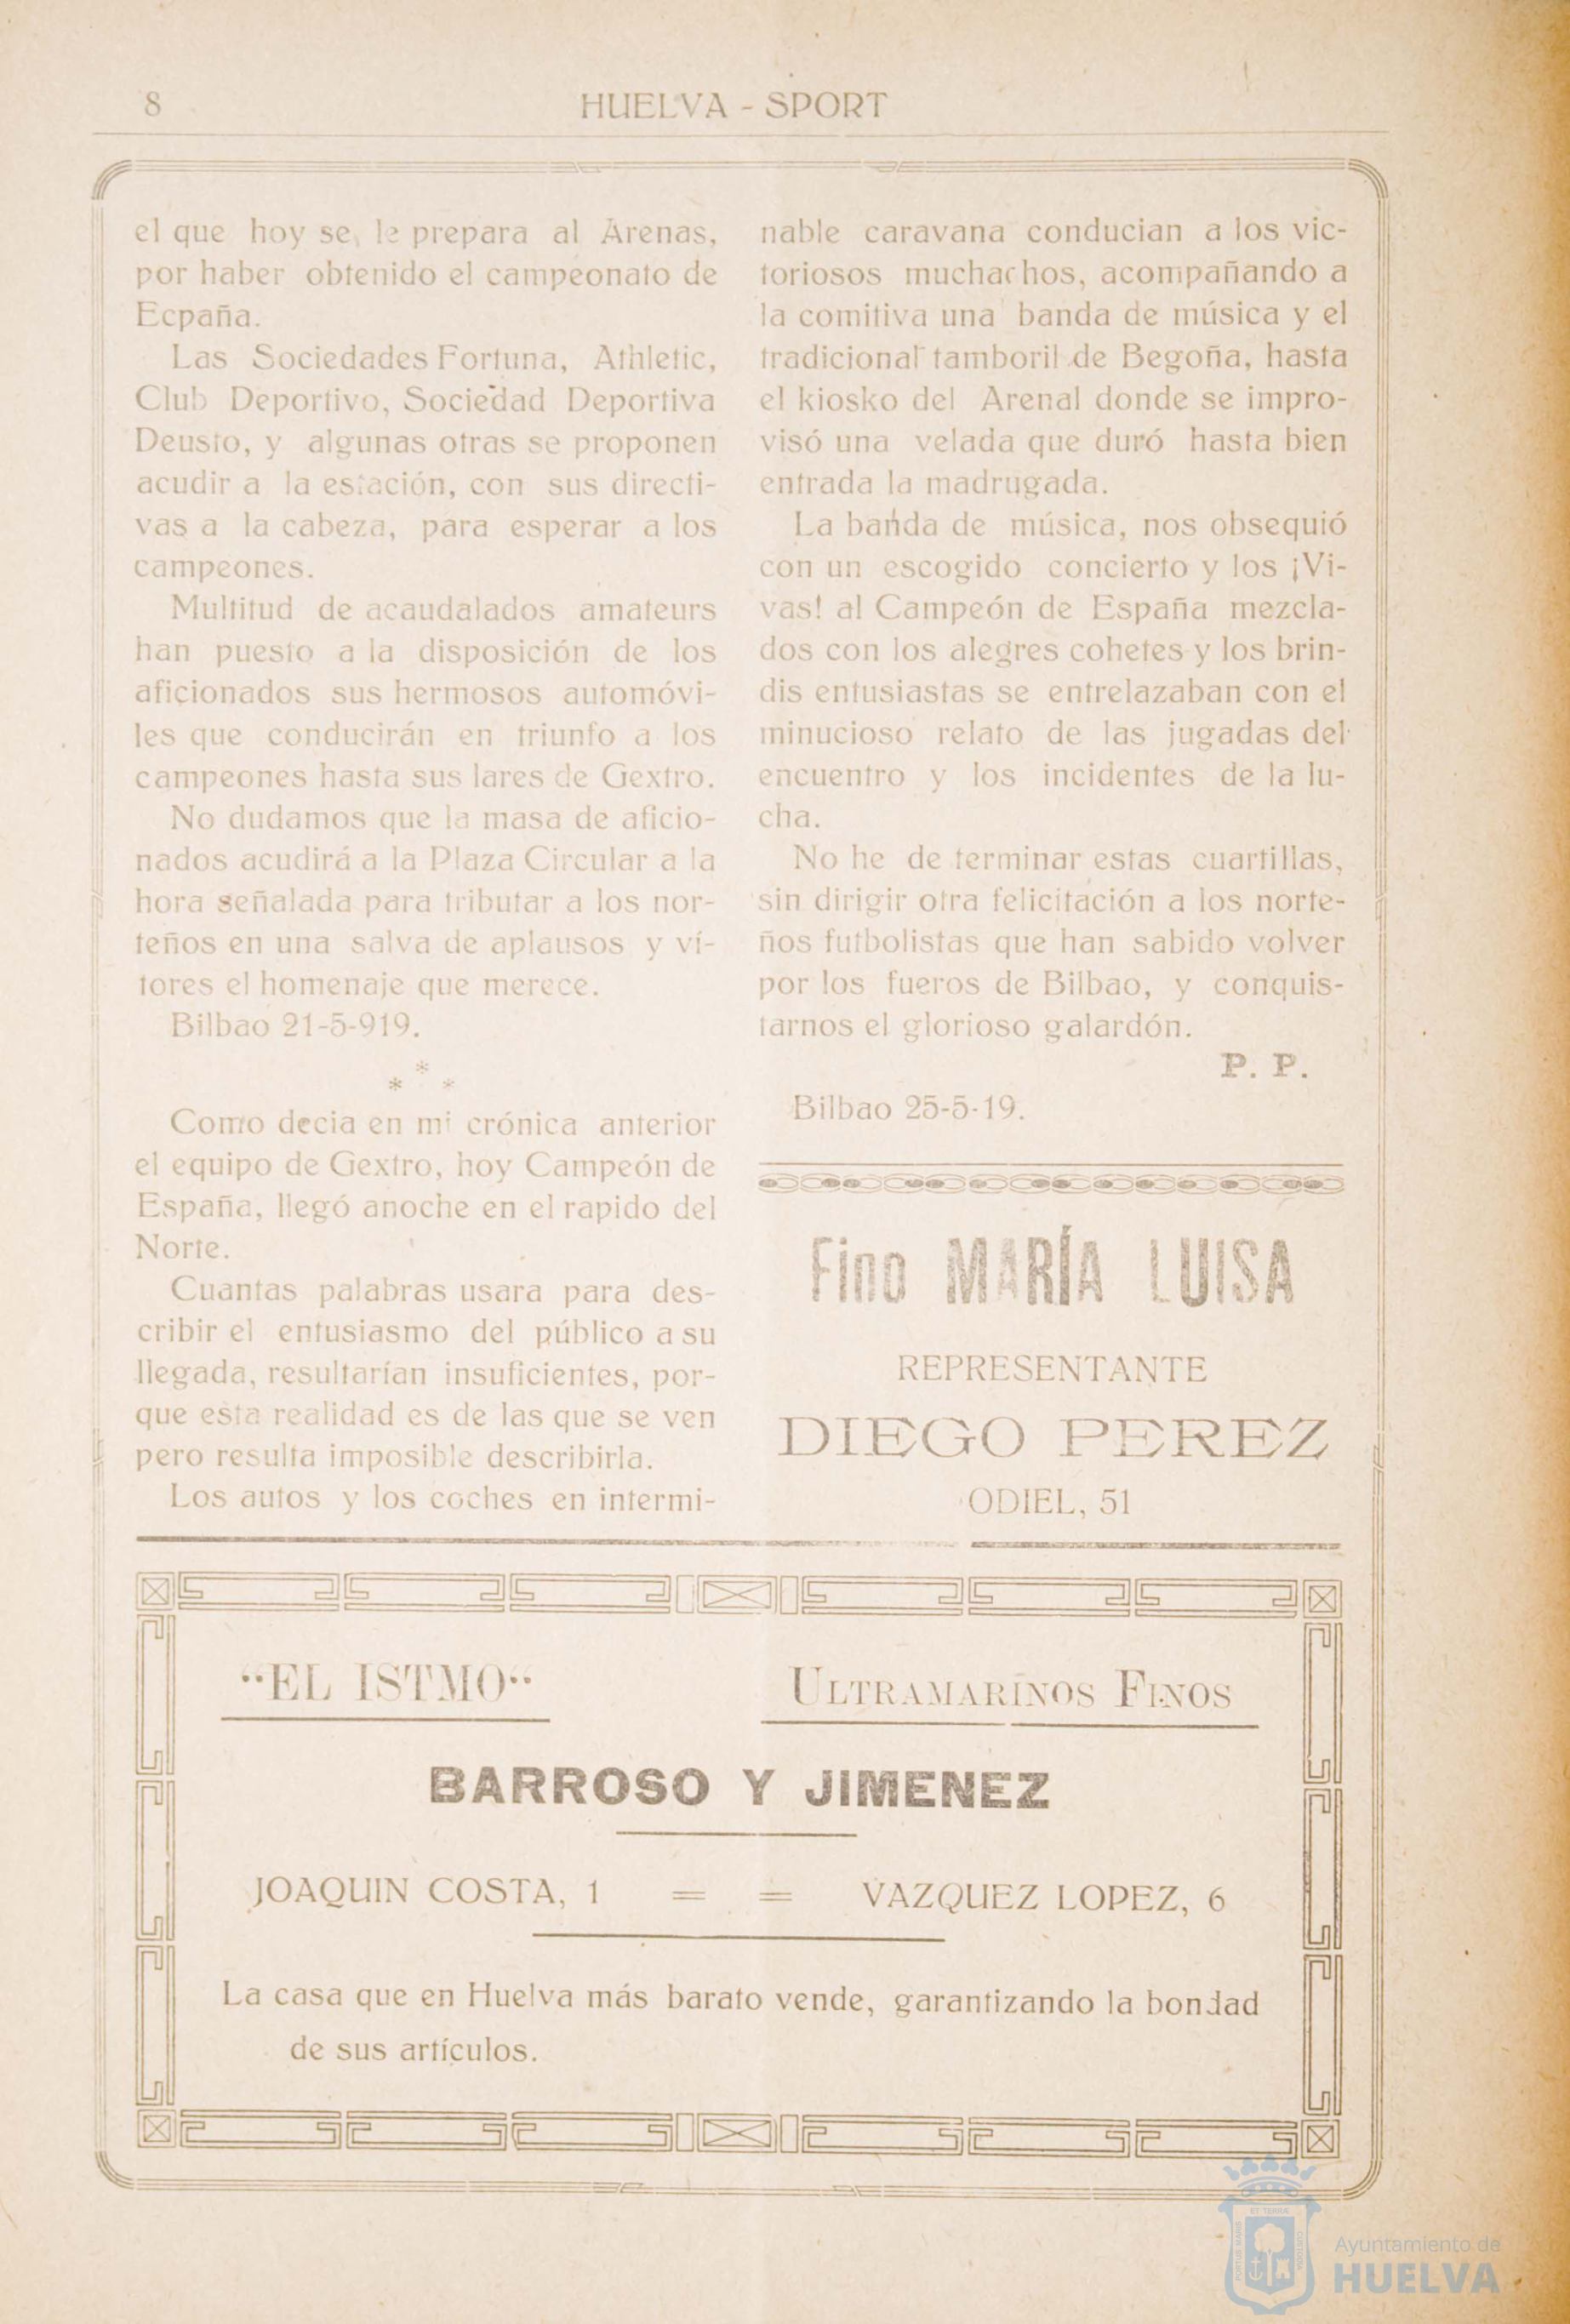 8
HUELVA - SPORT
el que hoy se le prepara al Arenas,
por haber obtenido el campeonato de
Ecpaña.
Las Sociedades Fortuna, Athletic,
Club Deportivo, Sociedad Deportiva
Deusto, y algunas otras se proponen
acudir a la estación, con sus directi-
vas a la cabeza, para esperar a los
campeones.
Multitud de acaudalados amateurs
han puesto a la disposición de los
aficionados sus hermosos automóvi-
les que conducirán en triunfo a los
campeones hasta sus lares de Gextro.
No dudamos que la masa de aficio-
nados acudirá a la Plaza Circular a la
hora señalada para tributar a los nor-
teños en una salva de aplausos y ví-
tores el homenaje que merece.
Bilbao 21-5-919.
* * *
Como decia en mi crónica anterior
el equipo de Gextro, hoy Campeón de
España, llegó anoche en el rapido del
Norte.
Cuantas palabras usara para des-
cribir el entusiasmo del público a su
llegada, resultarían insuficientes, por-
que esta realidad es de las que se ven
pero resulta imposible describirla.
Los autos y los coches en intermi-
nable caravana conducian a los vic-
toriosos muchachos, acompañando a
la comitiva una banda de música y el
tradicional tamboril de Begoña, hasta
el kiosko del Arenal donde se impro-
visó una velada que duró hasta bien
entrada la madrugada.
La banda de música, nos obsequió
con un escogido concierto y los ¡Vi-
vas! al Campeón de España mezcla-
dos con los alegres cohetes y los brin-
dis entusiastas se entrelazaban con el
minucioso relato de las jugadas del
encuentro y los incidentes de la lu-
cha.
No he de terminar estas cuartillas,
sin dirigir otra felicitación a los norte-
ños futbolistas que han sabido volver
por los fueros de Bilbao, y conquis-
tarnos el glorioso galardón.
P. P.
Bilbao 25-5-19.
Fino MARÍA LUISA
REPRESENTANTE
DIEGO PEREZ
ODIEL, 51
“EL ISTMO“
ULTRAMARINOS FINOS
BARROSO Y JIMENEZ
JOAQUIN COSTA, 1 = = VAZQUEZ LOPEZ, 6
La casa que en Huelva más barato vende, garantizando la bondad
de sus artículos.
Ayuntamiento de
HUELVA